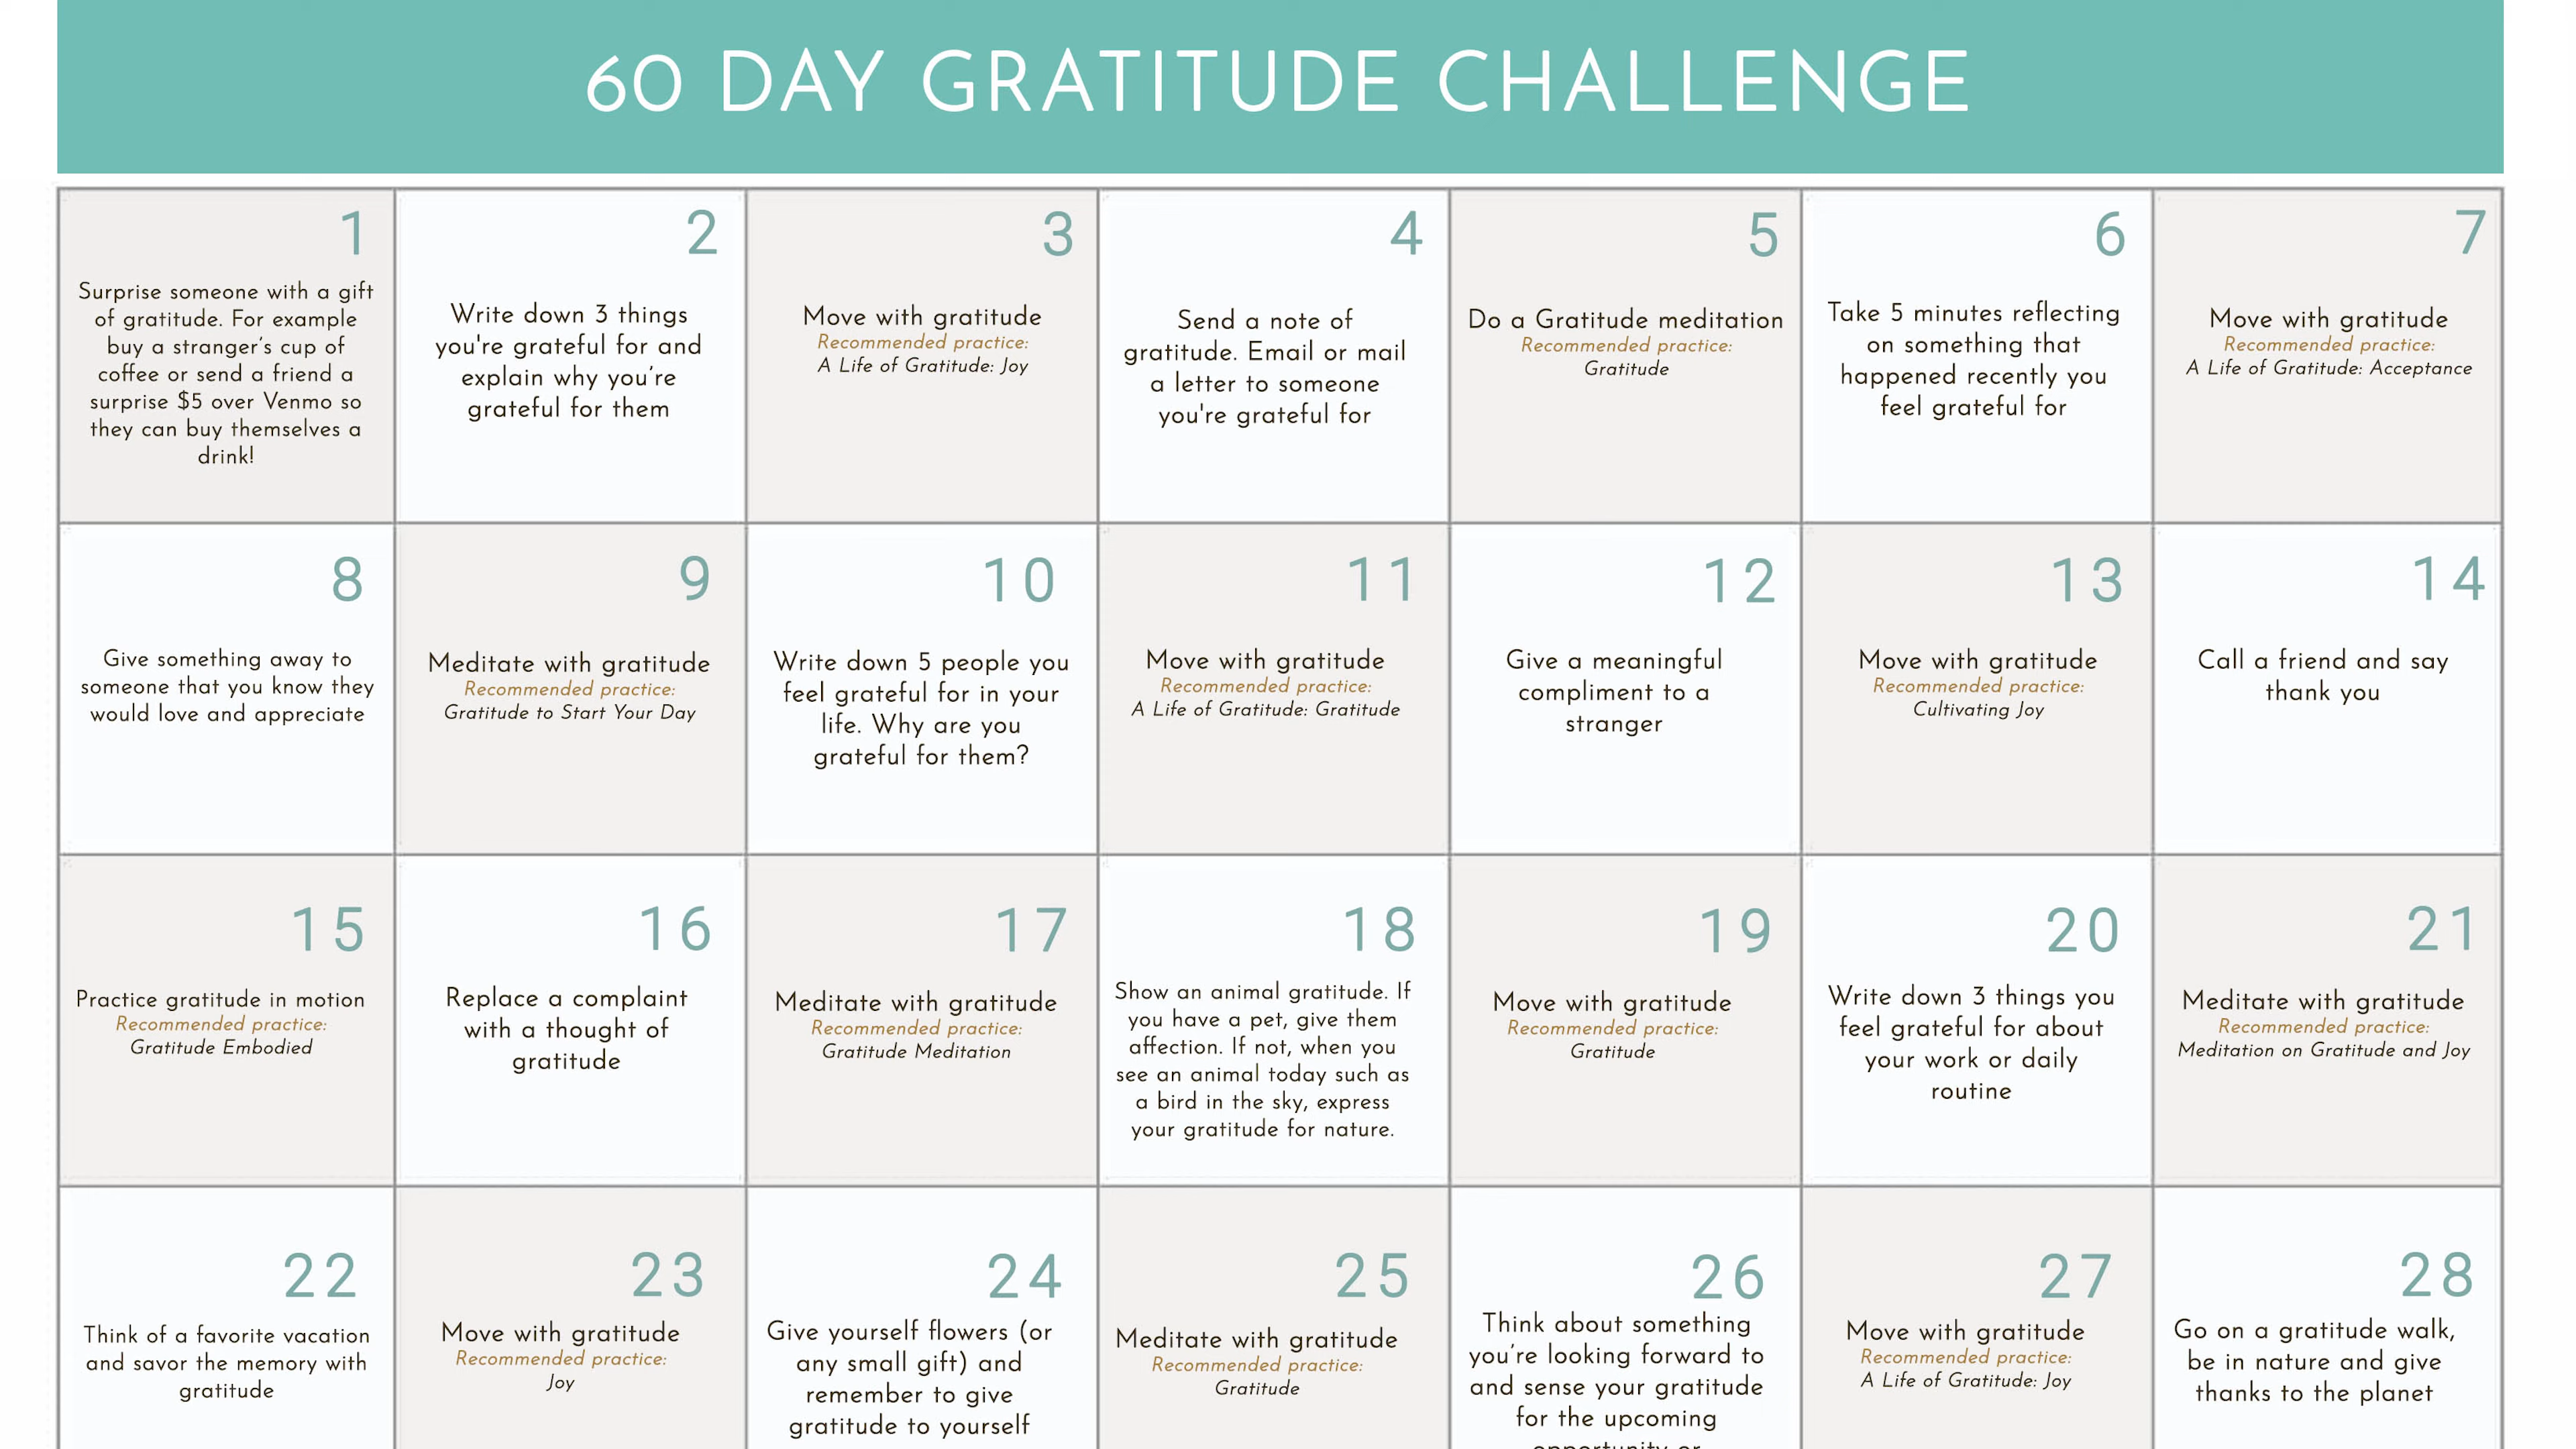 60 DAY GRATITUDE CHALLENGE
1
Surprise someone with a gift
of gratitude. For example
buy a stranger's cup of
coffee or send a friend a
surprise $5 over Venmo so
they can buy themselves a
drink!
2
Write down 3 things
you're grateful for and
explain why you're
grateful for them
3
Move with gratitude
Recommended practice:
A Life of Gratitude: Joy
4
Send a note of
gratitude. Email or mail
a letter to someone
you're grateful for
5
Do a Gratitude meditation
Recommended practice:
Gratitude
6
Take 5 minutes reflecting
on something that
happened recently you
feel grateful for
7
Move with gratitude
Recommended practice:
A Life of Gratitude: Acceptance
8
Give something away to
someone that you know they
would love and appreciate
9
Meditate with gratitude
Recommended practice:
Gratitude to Start Your Day
10
Write down 5 people you
feel grateful for in your
life. Why are you
grateful for them?
11
Move with gratitude
Recommended practice:
A Life of Gratitude: Gratitude
12
Give a meaningful
compliment to a
stranger
13
Move with gratitude
Recommended practice:
Cultivating Joy
14
Call a friend and say
thank you
15
Practice gratitude in motion
Recommended practice:
Gratitude Embodied
16
Replace a complaint
with a thought of
gratitude
17
Meditate with gratitude
Recommended practice:
Gratitude Meditation
18
Show an animal gratitude. If
you have a pet, give them
affection. If not, when you
see an animal today such as
a bird in the sky, express
your gratitude for nature.
19
Move with gratitude
Recommended practice:
Gratitude
20
Write down 3 things you
feel grateful for about
your work or daily
routine
21
Meditate with gratitude
Recommended practice:
Meditation on Gratitude and Joy
22
Think of a favorite vacation
and savor the memory with
gratitude
23
Move with gratitude
Recommended practice:
Joy
24
Give yourself flowers (or
any small gift) and
remember to give
gratitude to yourself
25
Meditate with gratitude
Recommended practice:
Gratitude
26
Think about something
you're looking forward to
and sense your gratitude
for the upcoming
27
Move with gratitude
Recommended practice:
A Life of Gratitude: Joy
28
Go on a gratitude walk,
be in nature and give
thanks to the planet